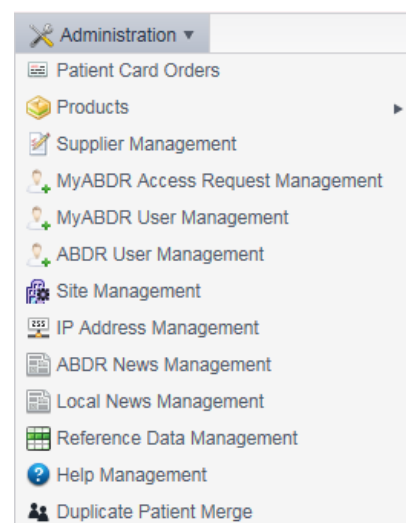 Administration ▼
Patient Card Orders
Products
Supplier Management
MyABDR Access Request Management
MyABDR User Management
ABDR User Management
Site Management
255
IP Address Management
ABDR News Management
Local News Management
Reference Data Management
Help Management
Duplicate Patient Merge